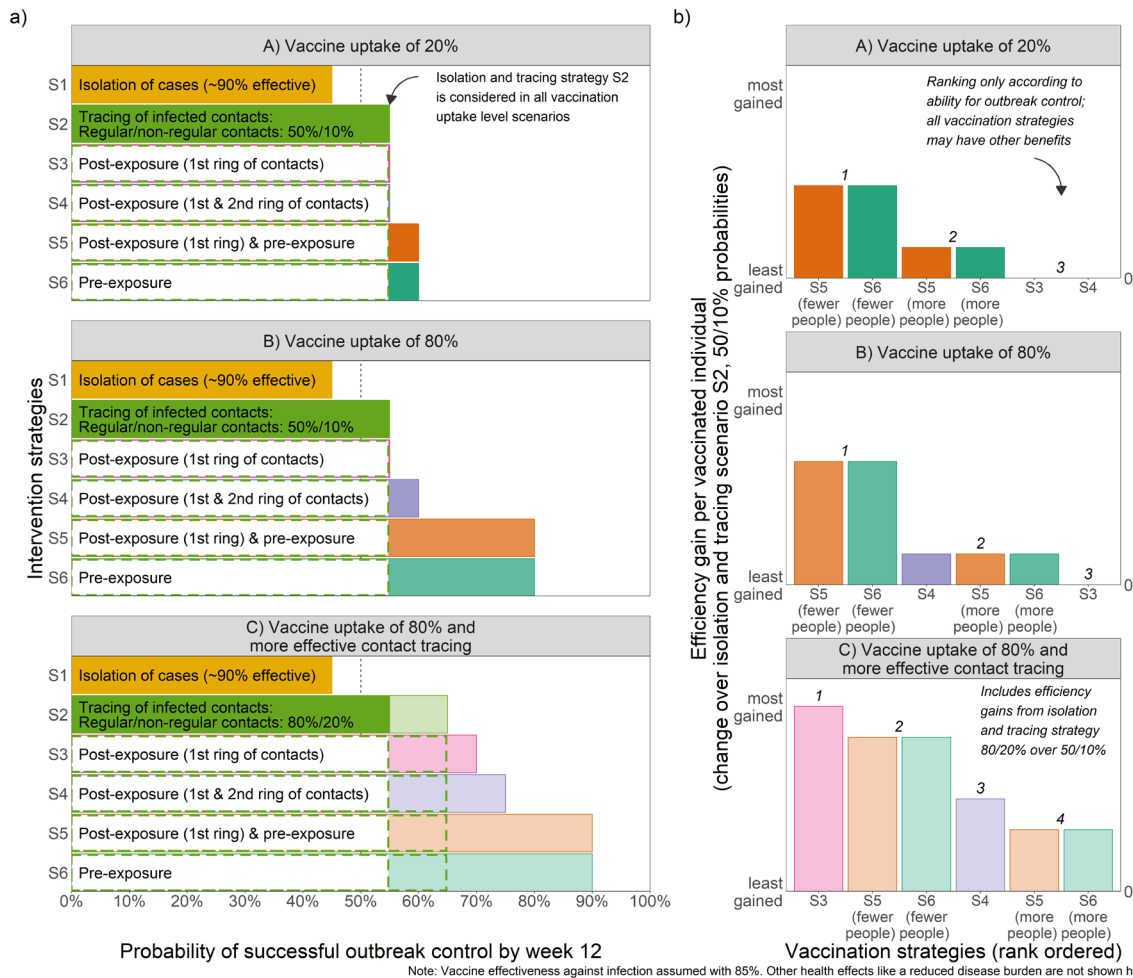 a)
A) Vaccine uptake of 20%
S1
Isolation of cases (~90% effective)
S2
Tracing of infected contacts:
Regular/non-regular contacts: 50%/10%
S3
Post-exposure (1st ring of contacts)
S4
Post-exposure (1st & 2nd ring of contacts)
S5
Post-exposure (1st ring) & pre-exposure
S6
Pre-exposure
Isolation and tracing strategy S2
is considered in all vaccination
uptake level scenarios
B) Vaccine uptake of 80%
S1
Isolation of cases (~90% effective)
S2
Tracing of infected contacts:
Regular/non-regular contacts: 50%/10%
S3
Post-exposure (1st ring of contacts)
S4
Post-exposure (1st & 2nd ring of contacts)
S5
Post-exposure (1st ring) & pre-exposure
S6
Pre-exposure
C) Vaccine uptake of 80% and
more effective contact tracing
S1
Isolation of cases (~90% effective)
S2
Tracing of infected contacts:
Regular/non-regular contacts: 80%/20%
S3
Post-exposure (1st ring of contacts)
S4
Post-exposure (1st & 2nd ring of contacts)
S5
Post-exposure (1st ring) & pre-exposure
S6
Pre-exposure
0% 10% 20% 30% 40% 50% 60% 70% 80% 90% 100%
Intervention strategies
Probability of successful outbreak control by week 12
b)
Efficiency gain per vaccinated individual
(change over isolation and tracing scenario S2, 50/10% probabilities)
A) Vaccine uptake of 20%
most
gained
least
gained
Ranking only according to
ability for outbreak control;
all vaccination strategies
may have other benefits
1
2
3
0
S5 S6 S5 S6 S3 S4
(fewer (fewer (more (more
people) people) people) people)
B) Vaccine uptake of 80%
most
gained
least
gained
1
2
3
0
S5 S6 S4 S5 S6 S3
(fewer (fewer (more (more
people) people) people) people)
C) Vaccine uptake of 80% and
more effective contact tracing
most
gained
least
gained
Includes efficiency
gains from isolation
and tracing strategy
80/20% over 50/10%
1
2
3
4
0
S3 S5 S6 S4 S5 S6
(fewer (fewer (more (more
people) people) people) people)
Vaccination strategies (rank ordered)
Note: Vaccine effectiveness against infection assumed with 85%. Other health effects like a reduced disease burden are not shown h